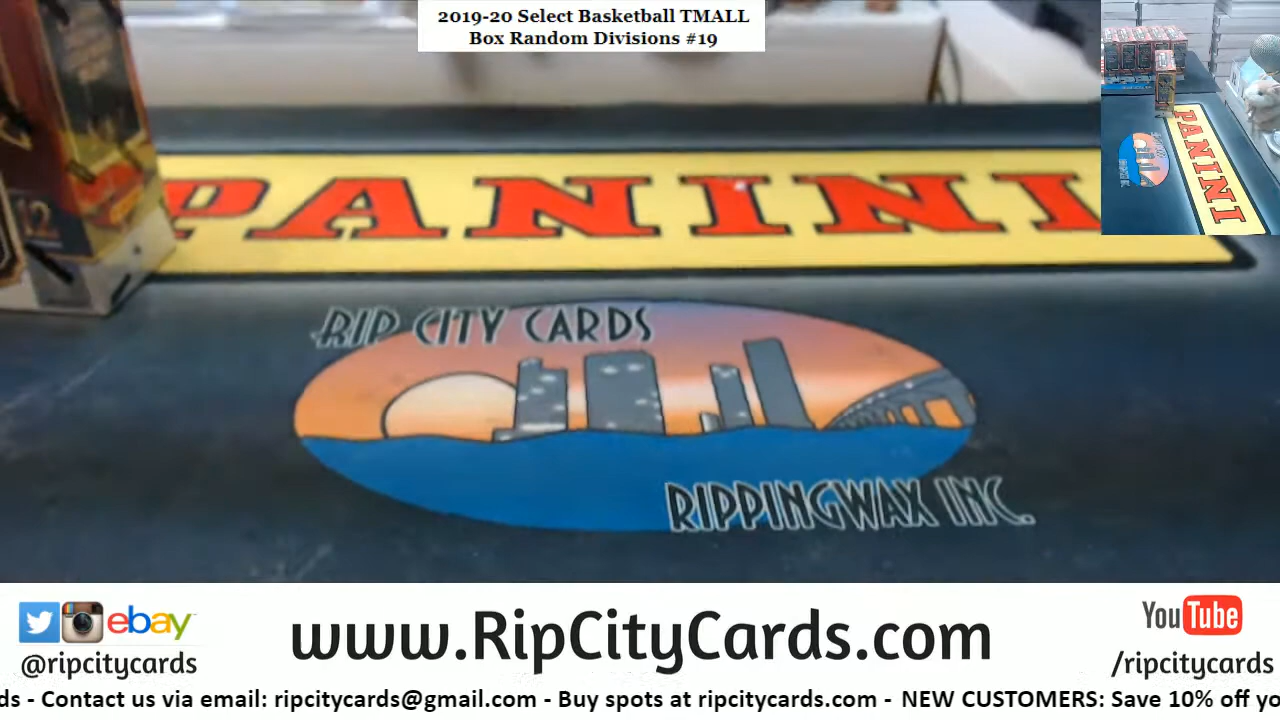 2019-20 Select Basketball TMALL
Box Random Divisions #19
12
PANINI
PANINI
RIP CITY CARDS
RIPPINGWAX INC.
ebay
@ripcitycards
www.RipCityCards.com
YouTube
/ripcitycards
ds - Contact us via email: ripcitycards@gmail.com - Buy spots at ripcitycards.com - NEW CUSTOMERS: Save 10% off yo